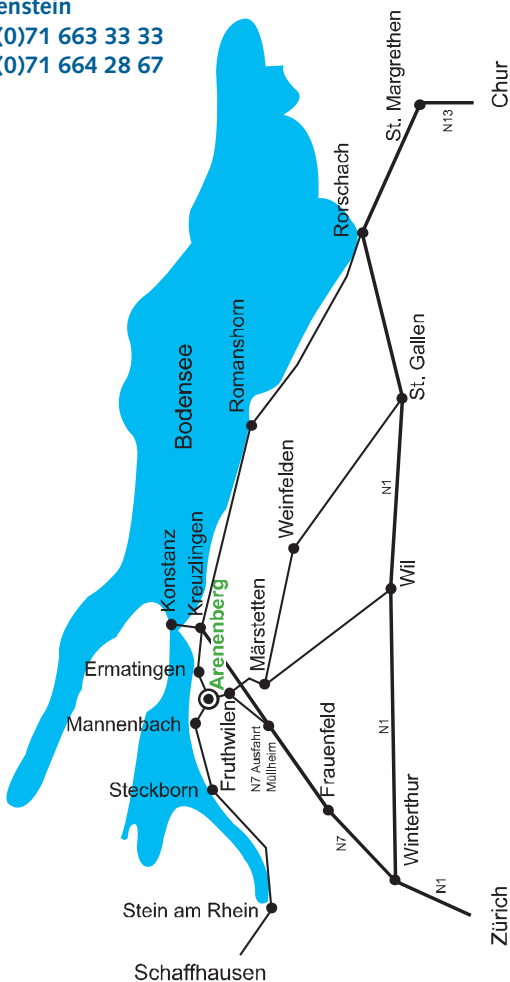 enstein
(0)71 663 33 33
(0)71 664 28 67
St. Margrethen
Chur
N13
Rorschach
Romanshorn
Bodensee
St. Gallen
Weinfelden
N1
Konstanz
Kreuzlingen
Wil
Arenenberg
Märstetten
Ermatingen
Mannenbach
Fruthwilen
N7 Ausfahrt
Müllheim
N1
Frauenfeld
Steckborn
Winterthur
N7
N1
Stein am Rhein
Zürich
Schaffhausen